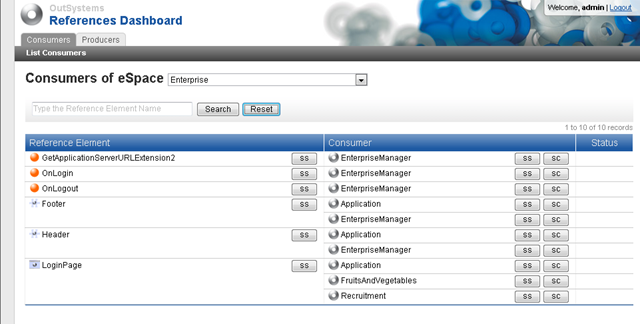 OutSystems
References Dashboard
Welcome, admin | Logout
Consumers Producers
List Consumers
Consumers of eSpace Enterprise
Type the Reference Element Name Search Reset
1 to 10 of 10 records
Reference Element Consumer Status
GetApplicationServerURLExtension2 SS EnterpriseManager SS SC
OnLogin SS EnterpriseManager SS SC
OnLogout SS EnterpriseManager SS SC
Footer SS Application SS SC
EnterpriseManager SS SC
Header SS Application SS SC
EnterpriseManager SS SC
LoginPage SS Application SS SC
FruitsAndVegetables SS SC
Recruitment SS SC